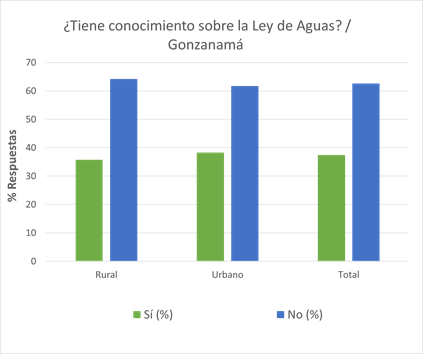 ¿Tiene conocimiento sobre la Ley de Aguas? /
Gonzanamá
% Respuestas
70
60
50
40
30
20
10
0
Rural
Urbano
Total
Sí (%)
No (%)